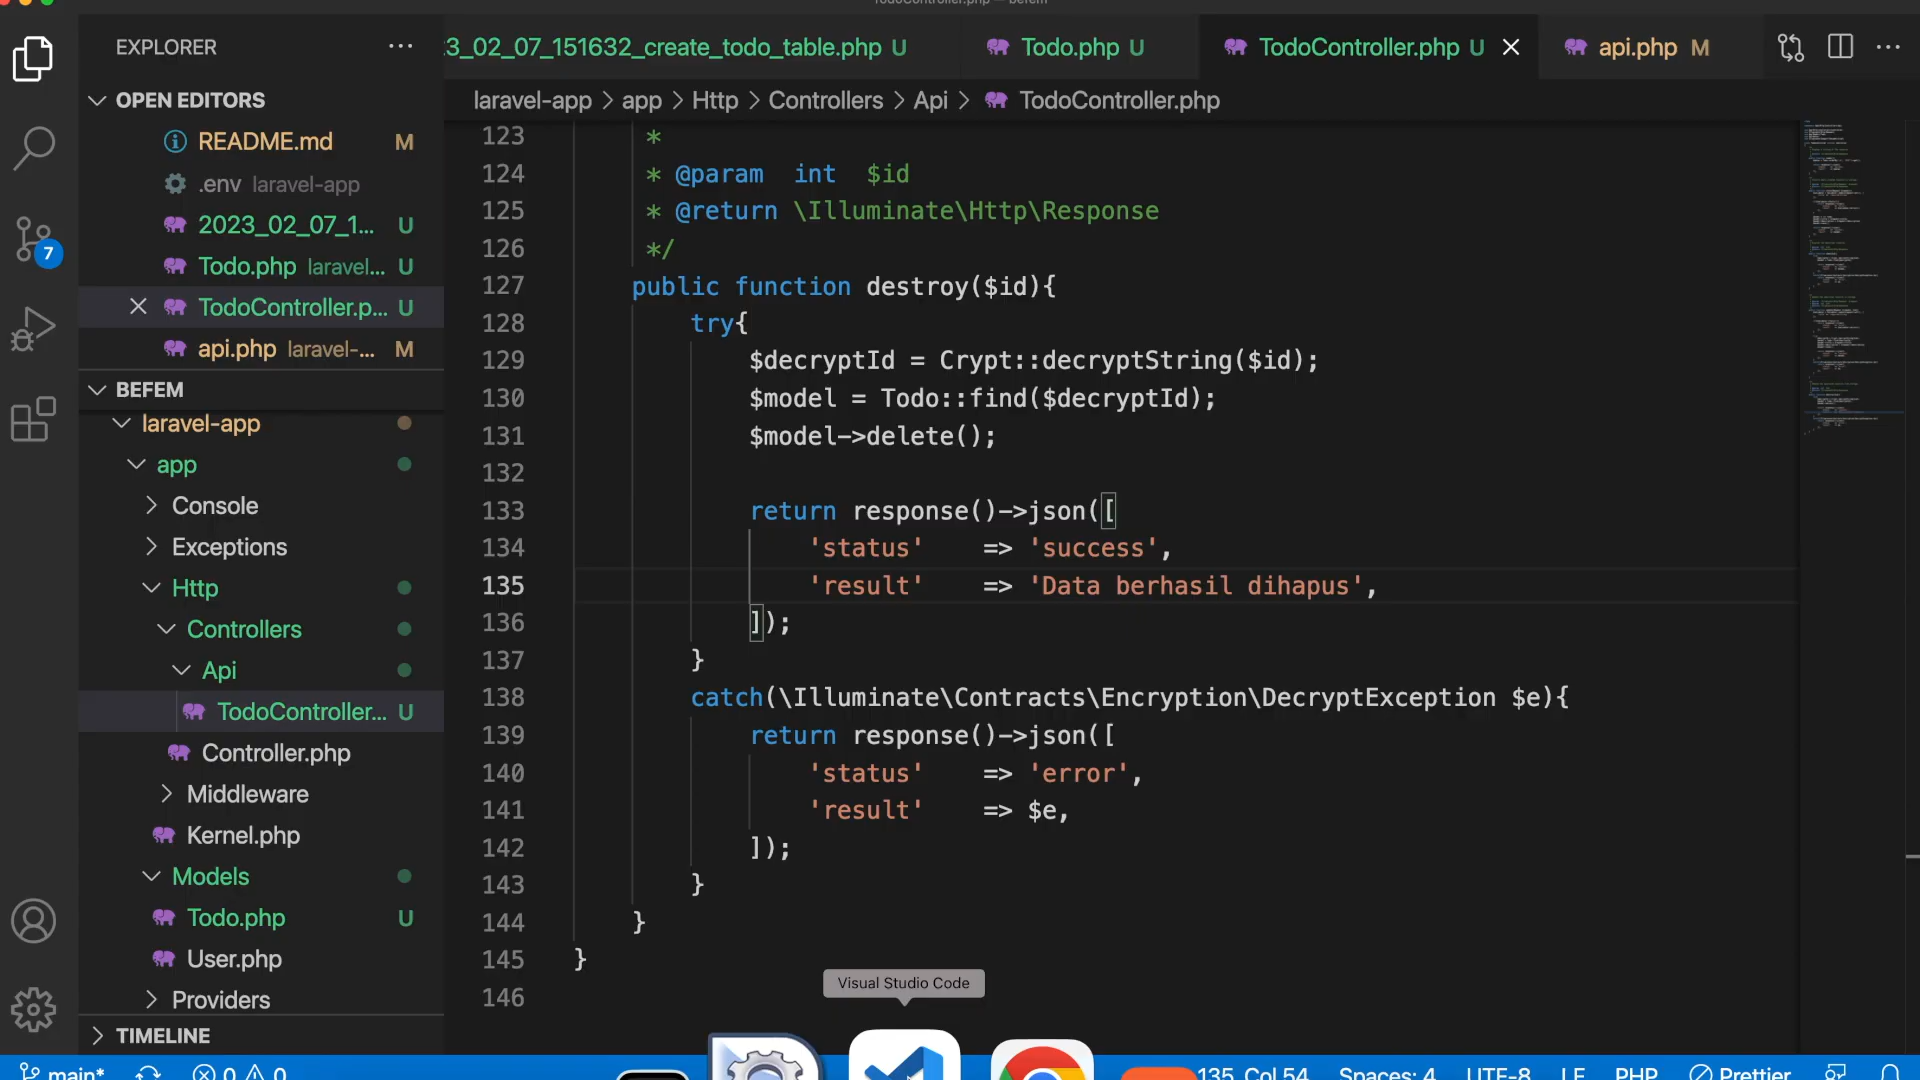 EXPLORER
3_02_07_151632_create_todo_table.php U
Todo.php U
TodoController.php U
api.php M
OPEN EDITORS
README.md M
.env laravel-app
2023_02_07_1... U
Todo.php laravel... U
TodoController.p... U
api.php laravel-... M
BEFEM
laravel-app
app
Console
Exceptions
Http
Controllers
Api
TodoController... U
Controller.php
Middleware
Kernel.php
Models
Todo.php U
User.php
Providers
TIMELINE
7
laravel-app > app > Http > Controllers > Api > TodoController.php
123 *
124 * @param  int  $id
125 * @return \Illuminate\Http\Response
126 */
127 public function destroy($id){
128 try{
129 $decryptId = Crypt::decryptString($id);
130 $model = Todo::find($decryptId);
131 $model->delete();
132
133 return response()->json([
134 'status'    => 'success',
135 'result'    => 'Data berhasil dihapus',
136 ]);
137 }
138 catch(\Illuminate\Contracts\Encryption\DecryptException $e){
139 return response()->json([
140 'status'    => 'error',
141 'result'    => $e,
142 ]);
143 }
144 }
145 }
146
Visual Studio Code
main* 0 0 135, Col 54 Spaces: 4 UTF-8 LF PHP Prettier